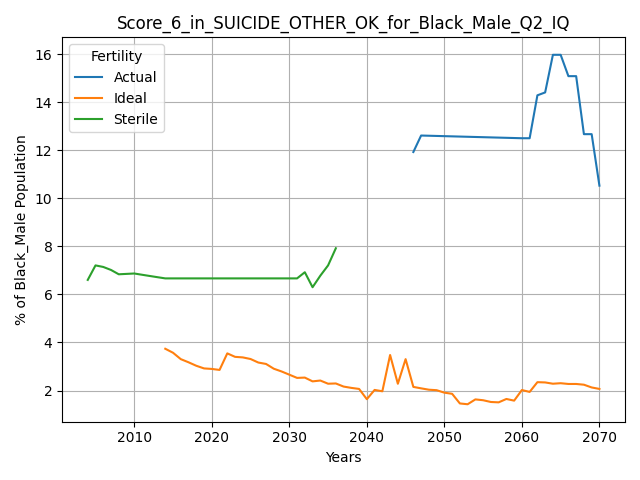 Score_6_in_SUICIDE_OTHER_OK_for_Black_Male_Q2_IQ
Fertility
Actual
Ideal
Sterile
% of Black_Male Population
16
14
12
10
8
6
4
2
2010 2020 2030 2040 2050 2060 2070
Years